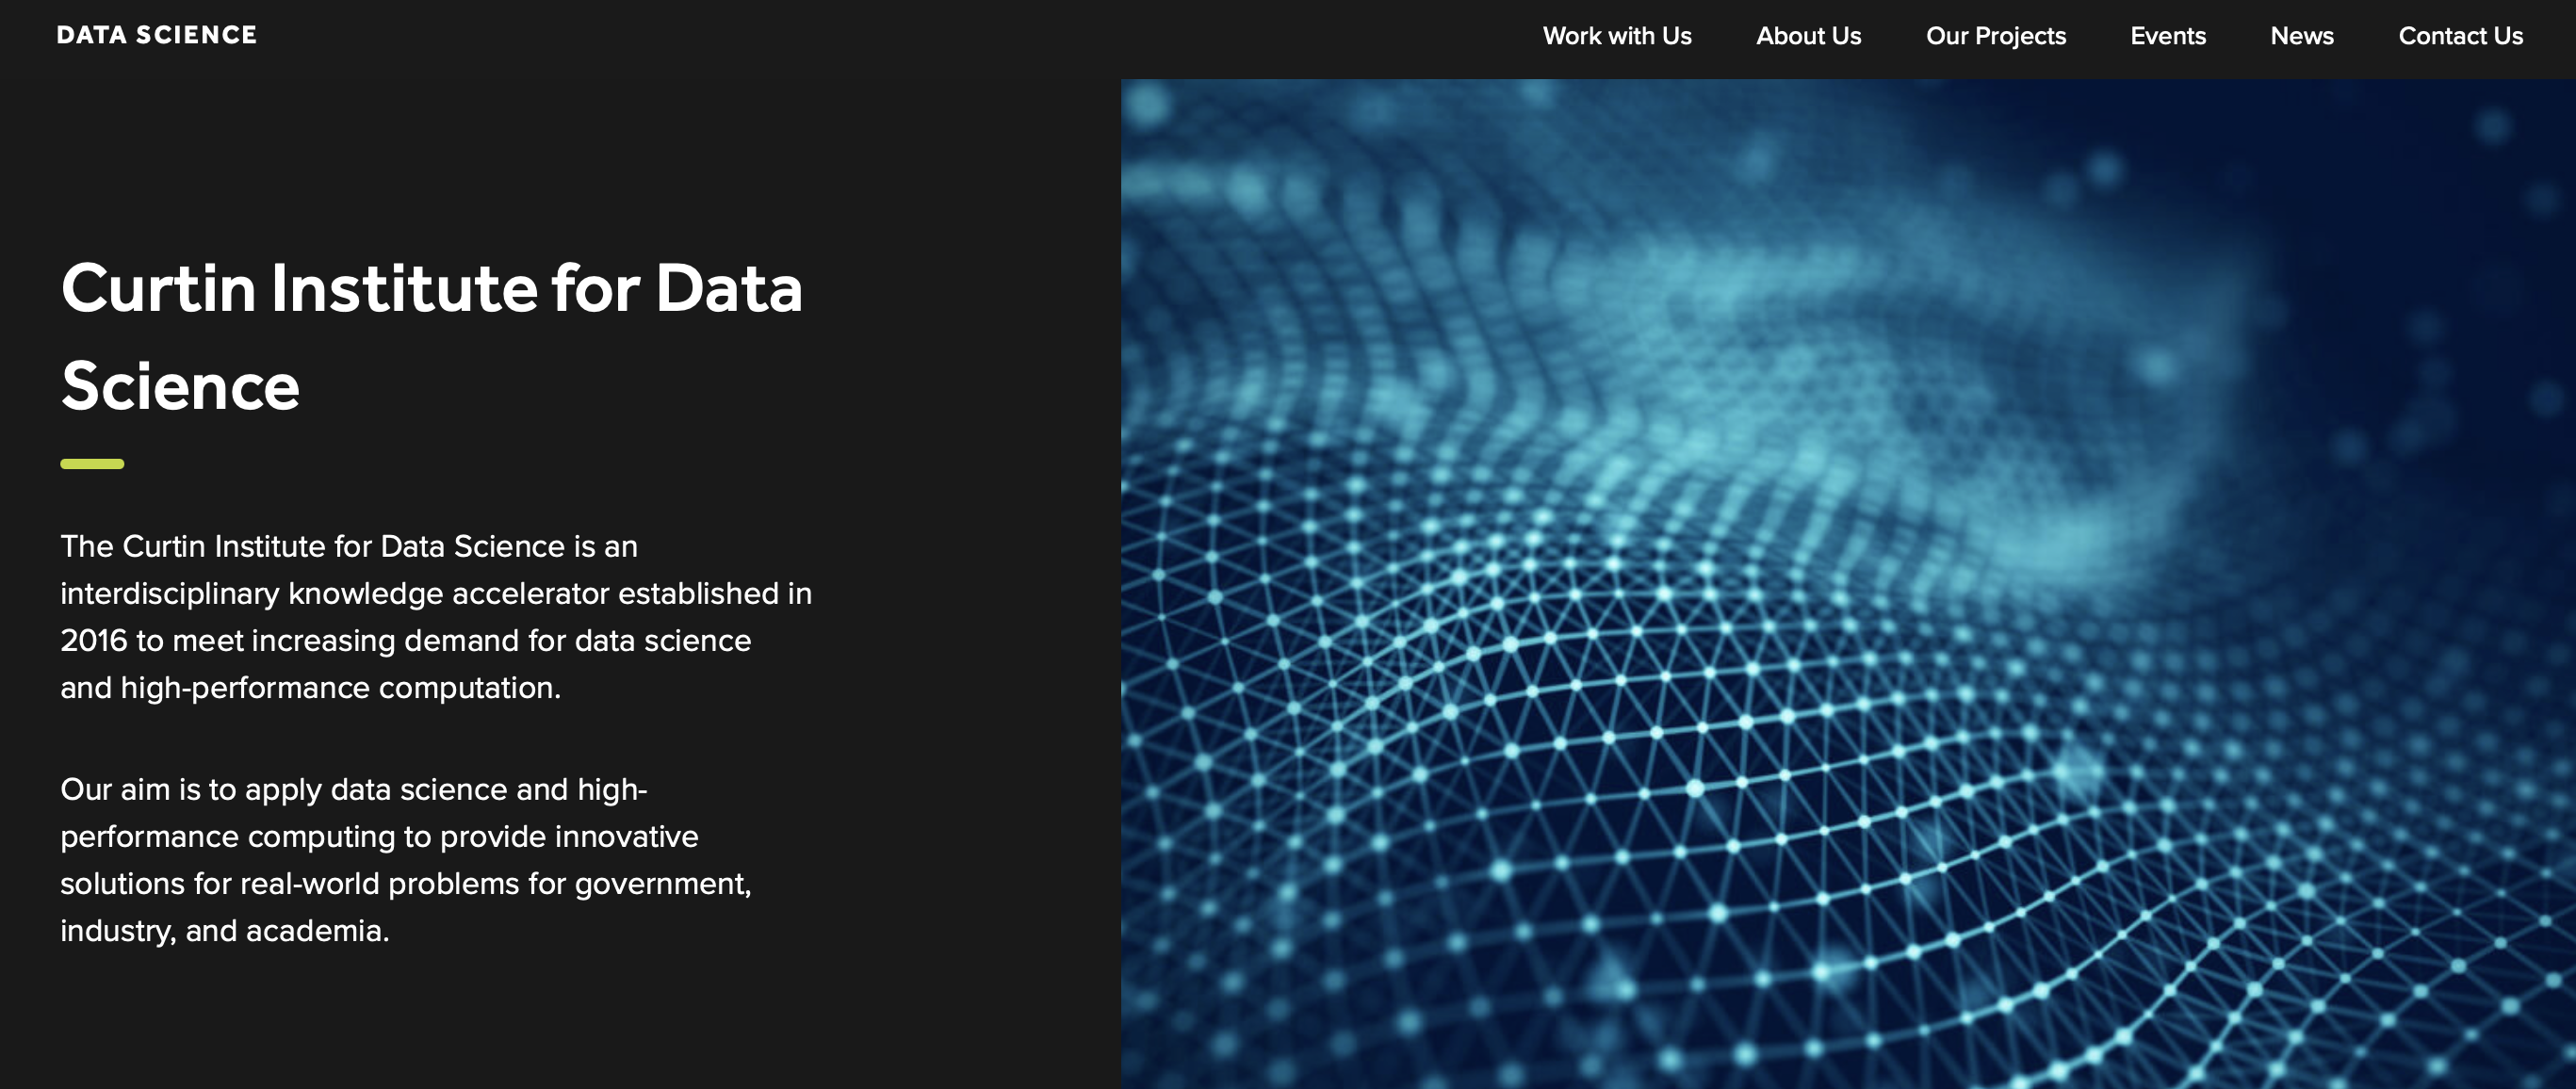 DATA SCIENCE
Work with Us
About Us
Our Projects
Events
News
Contact Us
Curtin Institute for Data
Science
The Curtin Institute for Data Science is an
interdisciplinary knowledge accelerator established in
2016 to meet increasing demand for data science
and high-performance computation.
Our aim is to apply data science and high-
performance computing to provide innovative
solutions for real-world problems for government,
industry, and academia.